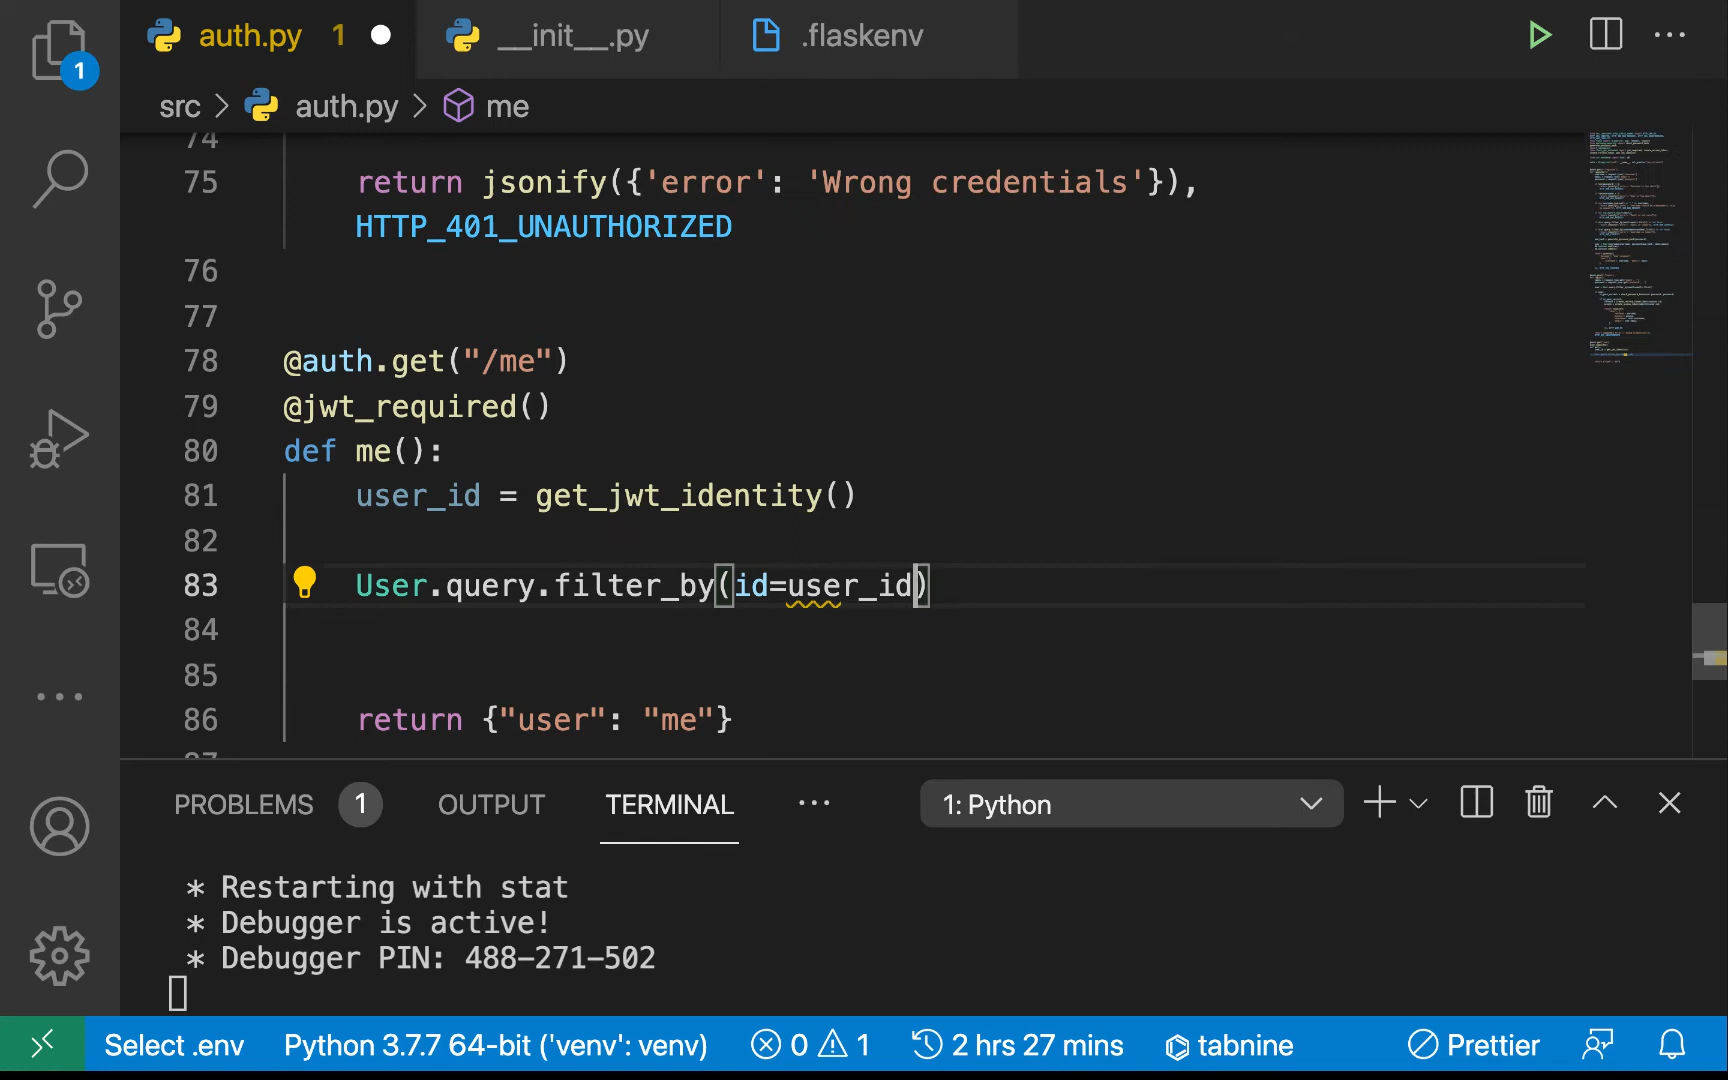 auth.py 1 __init__.py .flaskenv
1
src > auth.py > me
74
75 return jsonify({'error': 'Wrong credentials'}),
HTTP_401_UNAUTHORIZED
76
77
78 @auth.get("/me")
79 @jwt_required()
80 def me():
81 user_id = get_jwt_identity()
82
83 User.query.filter_by(id=user_id)
84
85
86 return {"user": "me"}
87
PROBLEMS 1 OUTPUT TERMINAL ··· 1: Python
* Restarting with stat
* Debugger is active!
* Debugger PIN: 488-271-502
Select .env Python 3.7.7 64-bit ('venv': venv) 0 1 2 hrs 27 mins tabnine Prettier